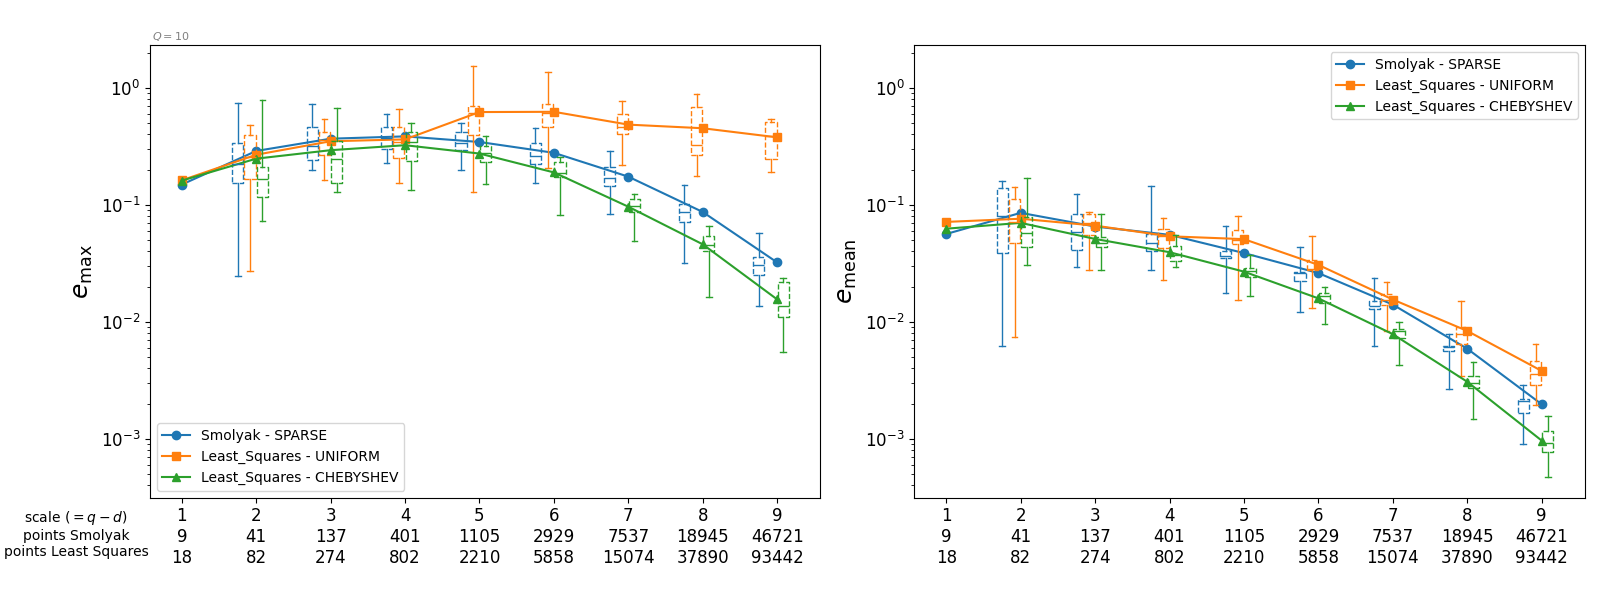 Q = 10
10⁰
10⁻¹
10⁻²
10⁻³
e_max
Smolyak - SPARSE
Least_Squares - UNIFORM
Least_Squares - CHEBYSHEV
scale (= q − d) 1 2 3 4 5 6 7 8 9
points Smolyak 9 41 137 401 1105 2929 7537 18945 46721
points Least Squares 18 82 274 802 2210 5858 15074 37890 93442
10⁰
10⁻¹
10⁻²
10⁻³
e_mean
Smolyak - SPARSE
Least_Squares - UNIFORM
Least_Squares - CHEBYSHEV
1 2 3 4 5 6 7 8 9
9 41 137 401 1105 2929 7537 18945 46721
18 82 274 802 2210 5858 15074 37890 93442